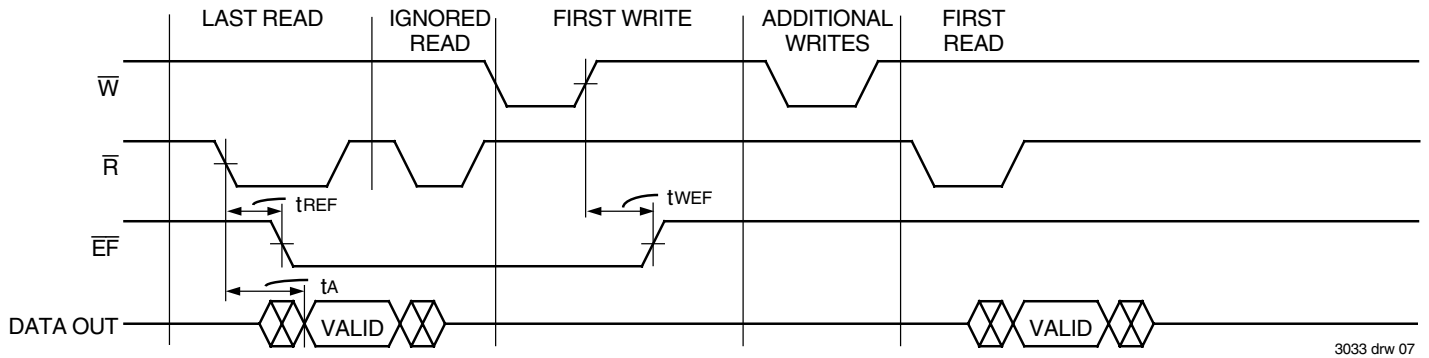 LAST READ
IGNORED READ
FIRST WRITE
ADDITIONAL WRITES
FIRST READ
W̅
R̅
tREF
tWEF
E̅F̅
tA
DATA OUT
VALID
VALID
3033 drw 07